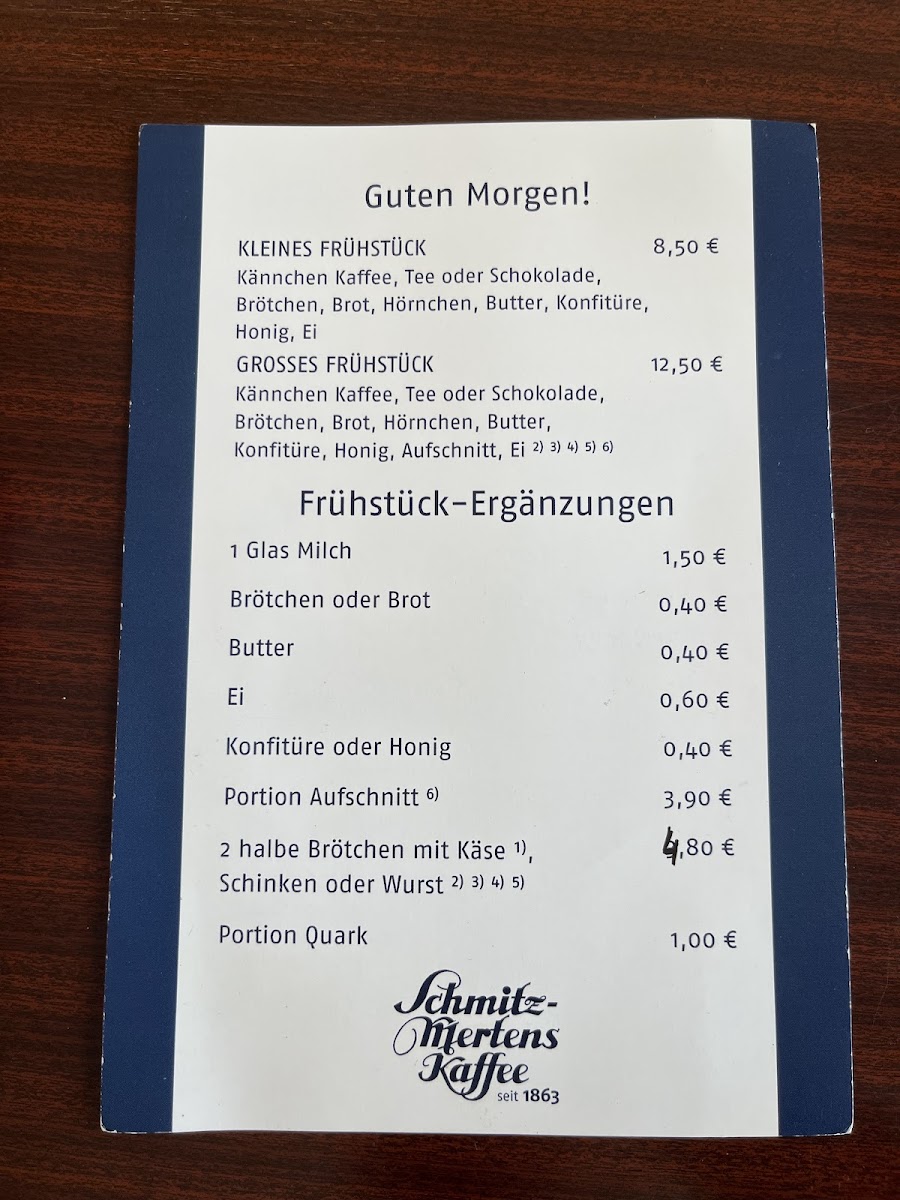 Guten Morgen!
KLEINES FRÜHSTÜCK 8,50 €
Kännchen Kaffee, Tee oder Schokolade,
Brötchen, Brot, Hörnchen, Butter, Konfitüre,
Honig, Ei
GROSSES FRÜHSTÜCK 12,50 €
Kännchen Kaffee, Tee oder Schokolade,
Brötchen, Brot, Hörnchen, Butter,
Konfitüre, Honig, Aufschnitt, Ei 2) 3) 4) 5) 6)
Frühstück-Ergänzungen
1 Glas Milch 1,50 €
Brötchen oder Brot 0,40 €
Butter 0,40 €
Ei 0,60 €
Konfitüre oder Honig 0,40 €
Portion Aufschnitt 6) 3,90 €
2 halbe Brötchen mit Käse 1), 4,80 €
Schinken oder Wurst 2) 3) 4) 5)
Portion Quark 1,00 €
Schmitz-
Mertens
Kaffee
seit 1863